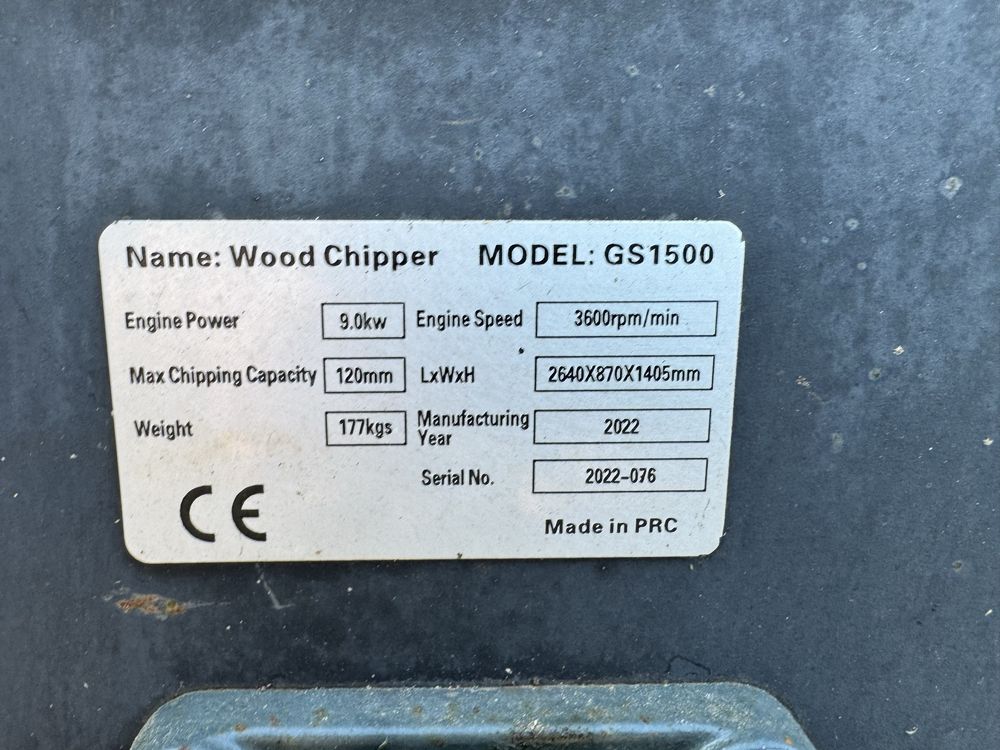 Name: Wood Chipper MODEL: GS1500
Engine Power 9.0kw Engine Speed 3600rpm/min
Max Chipping Capacity 120mm LxWxH 2640X870X1405mm
Weight 177kgs Manufacturing Year 2022
Serial No. 2022-076
CE Made in PRC